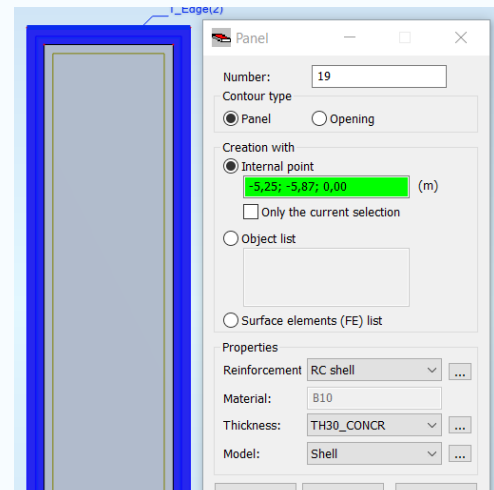 T_Edge(2)
Panel
Number: 19
Contour type
Panel Opening
Creation with
Internal point
-5,25; -5,87; 0,00 (m)
Only the current selection
Object list
Surface elements (FE) list
Properties
Reinforcement RC shell ...
Material: B10
Thickness: TH30_CONCR ...
Model: Shell ...